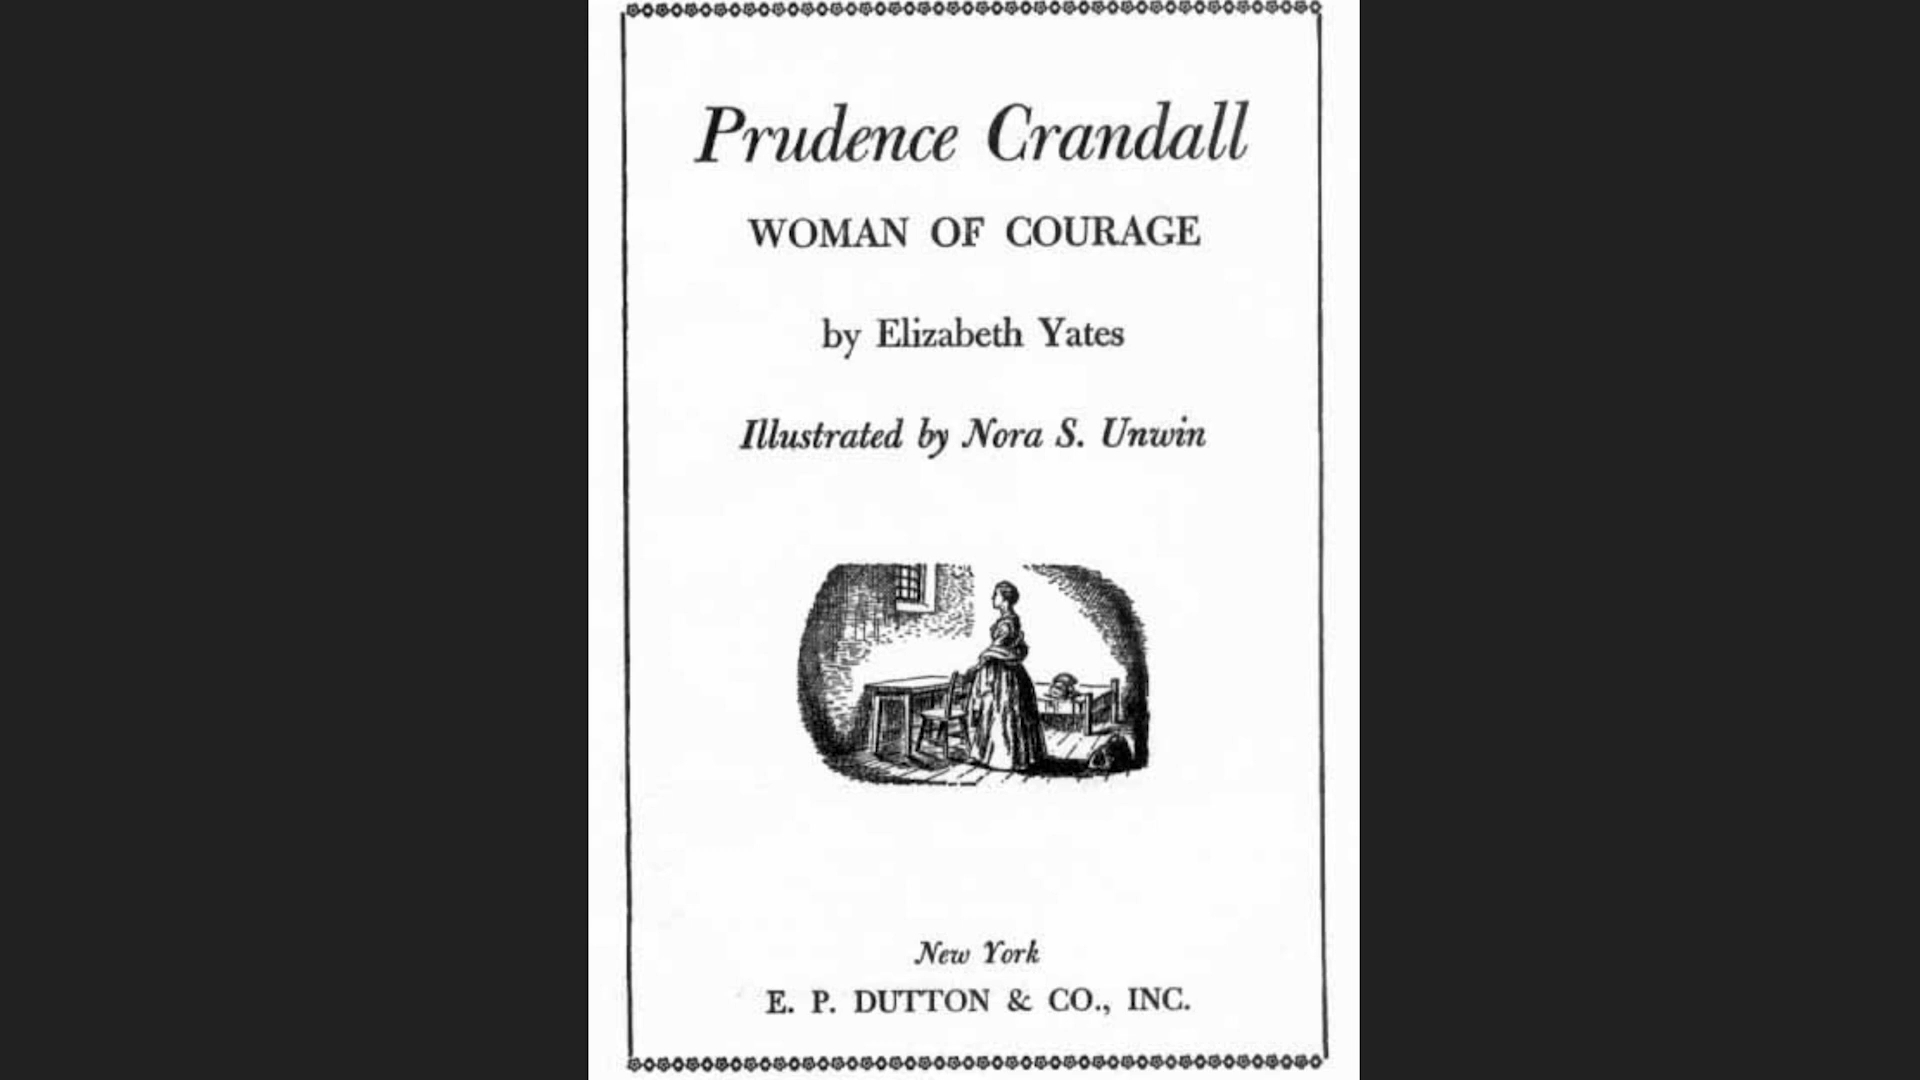 Prudence Crandall
WOMAN OF COURAGE
by Elizabeth Yates
Illustrated by Nora S. Unwin
New York
E. P. DUTTON & CO., INC.